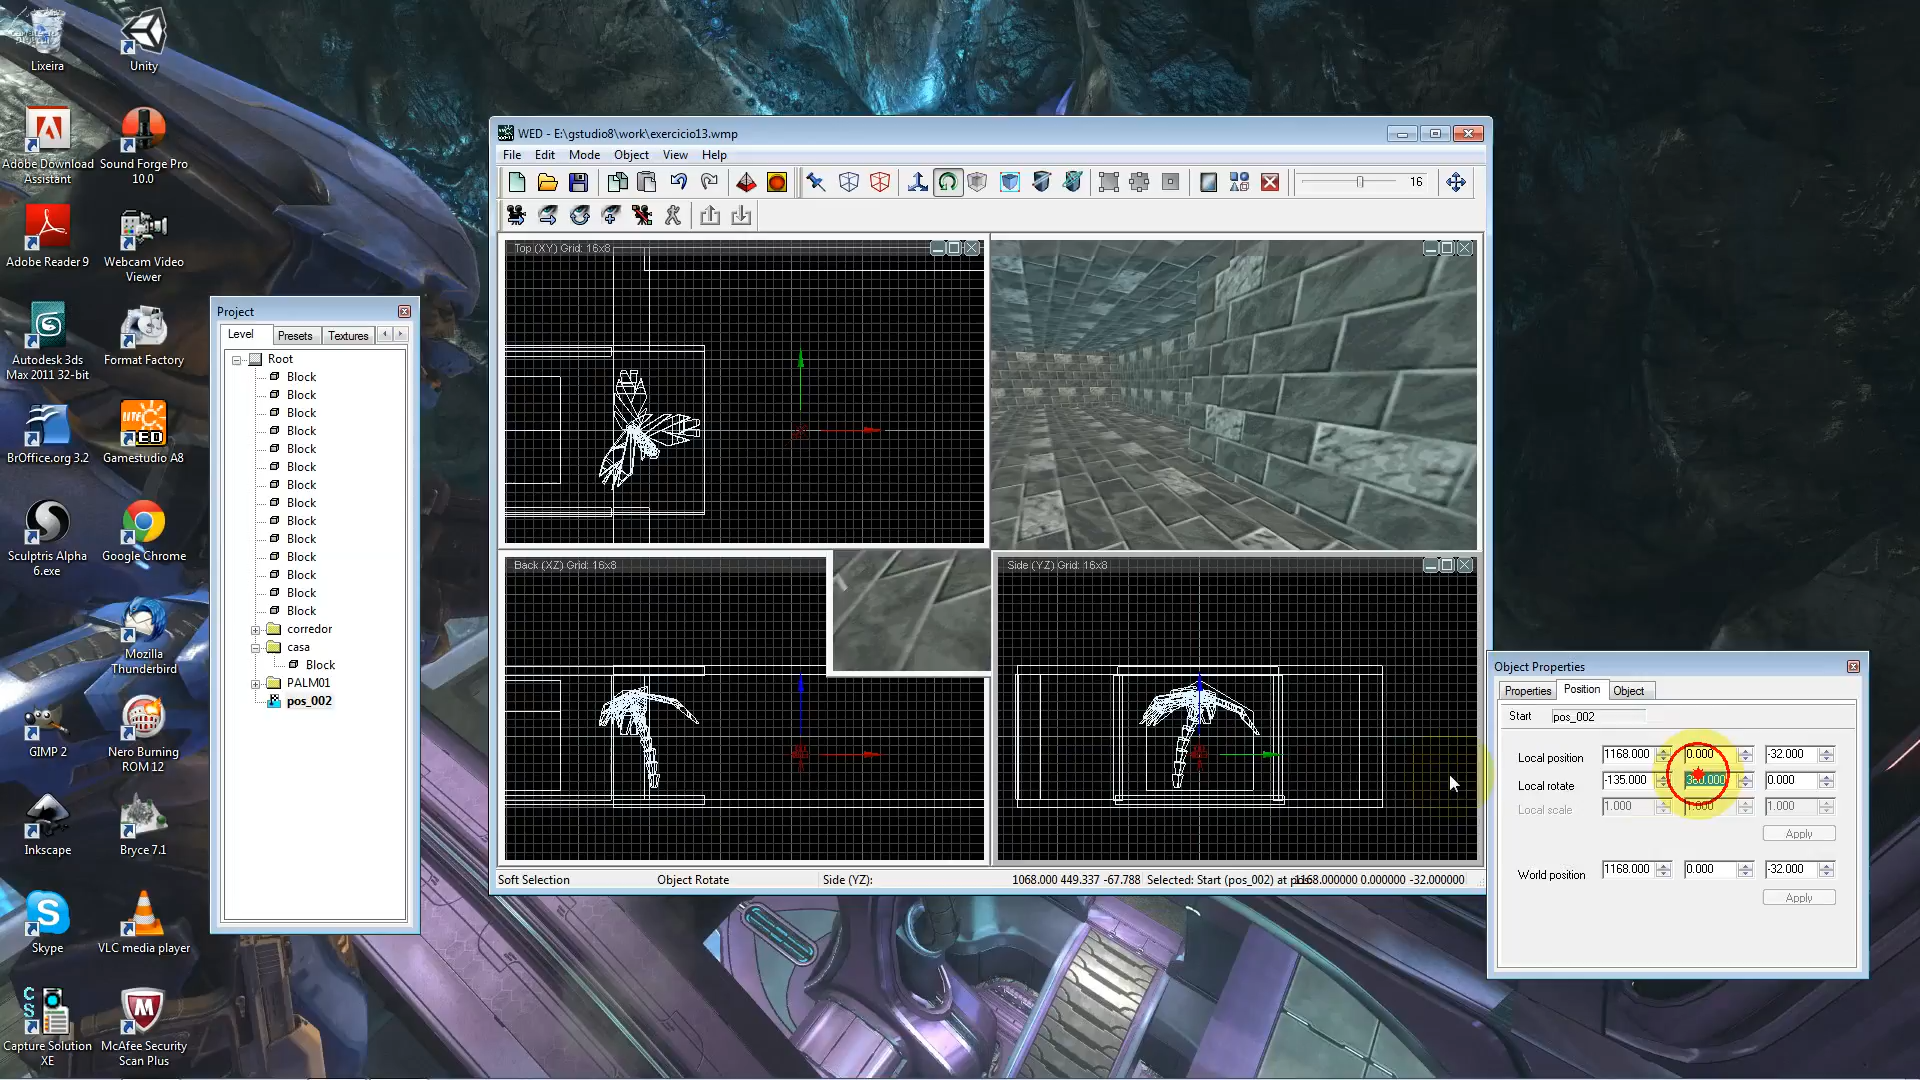 Lixeira
Unity
Adobe Download
Assistant
Sound Forge Pro
10.0
Adobe Reader 9
Webcam Video
Viewer
Autodesk 3ds
Max 2011 32-bit
Format Factory
BrOffice.org 3.2
Gamestudio A8
Sculptris Alpha
6.exe
Google Chrome
Mozilla
Thunderbird
GIMP 2
Nero Burning
ROM 12
Inkscape
Bryce 7.1
Skype
VLC media player
Capture Solution
XE
McAfee Security
Scan Plus
Project
Level
Presets
Textures
Root
Block
Block
Block
Block
Block
Block
Block
Block
Block
Block
Block
Block
Block
Block
corredor
casa
Block
PALM01
pos_002
WED - E:\gstudio8\work\exercicio13.wmp
File Edit Mode Object View Help
16
Top (XY) Grid: 16x8
Back (XZ) Grid: 16x8
Side (YZ) Grid: 16x8
Soft Selection
Object Rotate
Side (YZ):
1068.000 449.337 -67.788
Selected: Start (pos_002) at
1168.000000 0.000000 -32.000000
Object Properties
Properties
Position
Object
Start
pos_002
Local position
1168.000
0.000
-32.000
Local rotate
-135.000
0.000
Local scale
1.000
1.000
1.000
Apply
World position
1168.000
0.000
-32.000
Apply